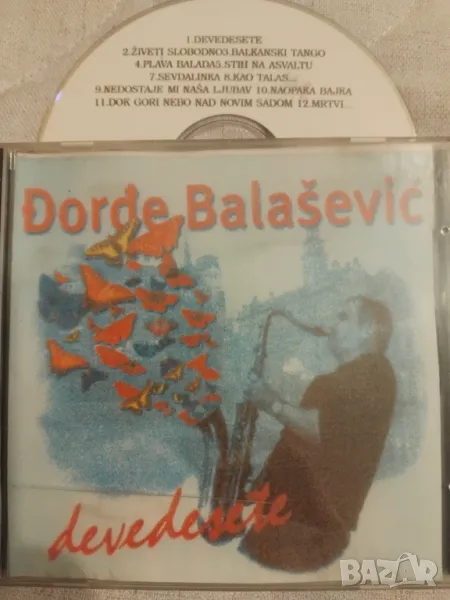 1.DEVEDESETE
2.ŽIVETI SLOBODNO3.BALKANSKI TANGO
4.PLAVA BALADA5.STIH NA ASVALTU
7.SEVDALINKA 8.KAO TALAS...
9.NEDOSTAJE MI NAŠA LJUBAV 10.NAOPAKA BAJKA
11.DOK GORI NEBO NAD NOVIM SADOM 12.MRTVI...
Đorđe Balašević
devedesete
BAZAR